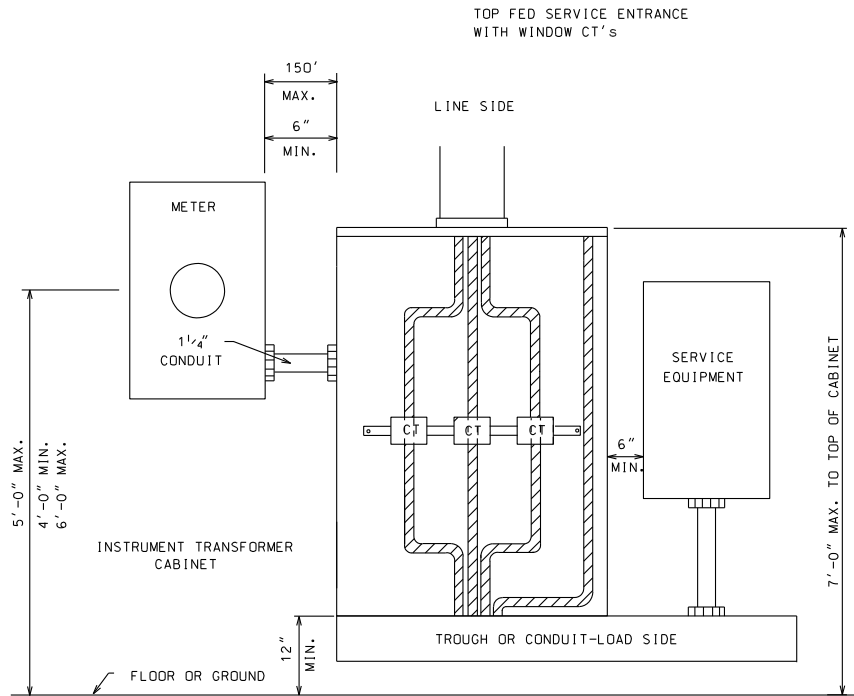 TOP FED SERVICE ENTRANCE
WITH WINDOW CT's
150'
MAX.
6"
MIN.
LINE SIDE
METER
1 1/4"
CONDUIT
SERVICE
EQUIPMENT
CT CT CT
6"
MIN.
5'-0" MAX.
4'-0" MIN.
6'-0" MAX.
7'-0" MAX. TO TOP OF CABINET
INSTRUMENT TRANSFORMER
CABINET
12"
MIN.
TROUGH OR CONDUIT-LOAD SIDE
FLOOR OR GROUND